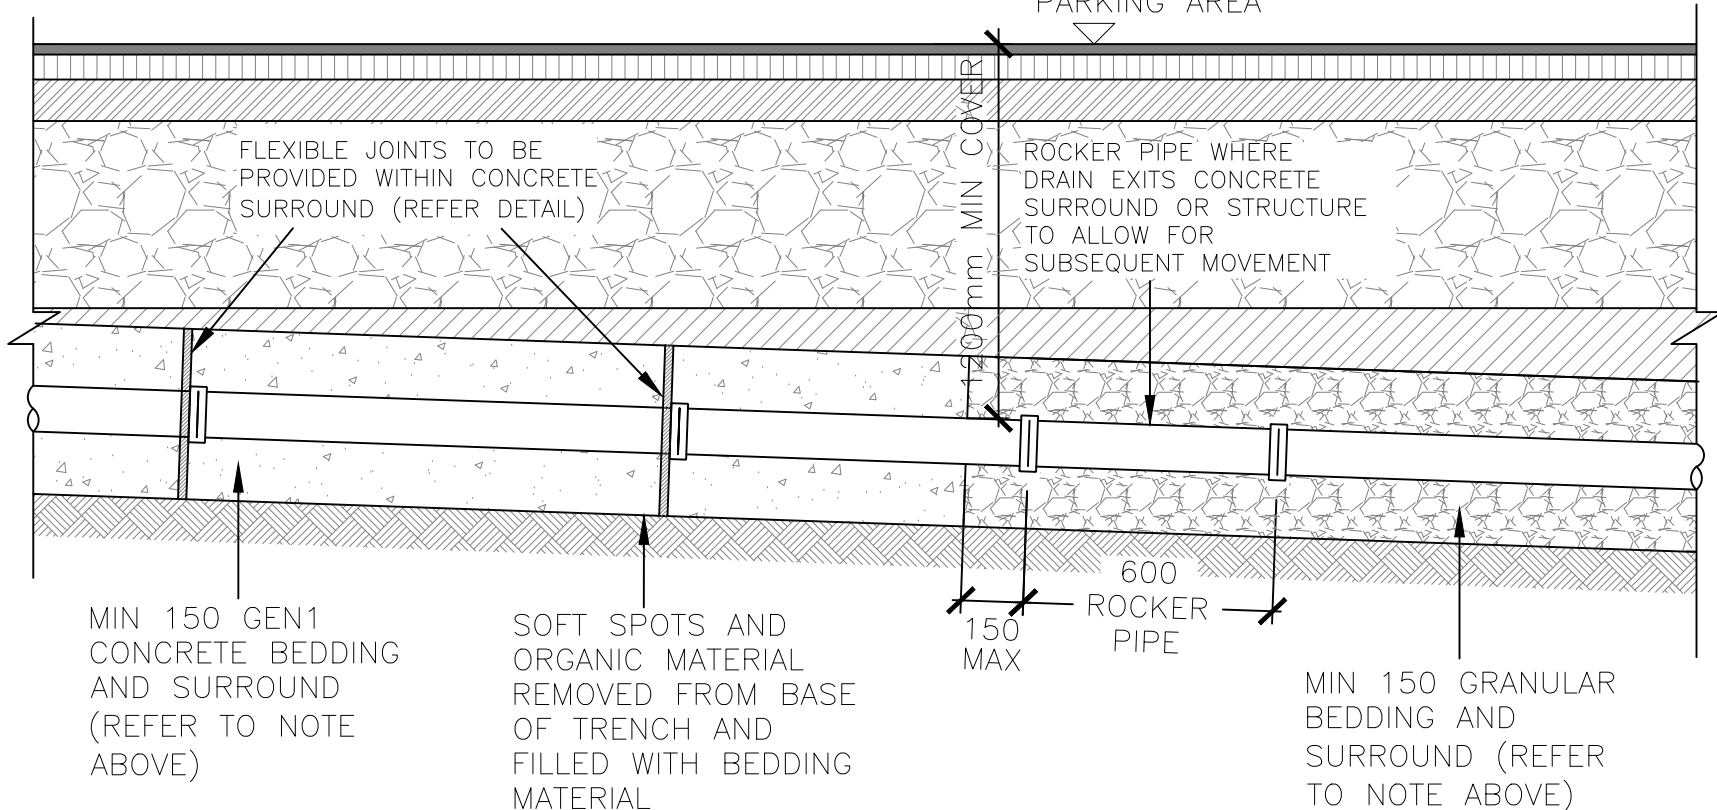 PARKING AREA
1200mm MIN COVER
FLEXIBLE JOINTS TO BE
PROVIDED WITHIN CONCRETE
SURROUND (REFER DETAIL)
ROCKER PIPE WHERE
DRAIN EXITS CONCRETE
SURROUND OR STRUCTURE
TO ALLOW FOR
SUBSEQUENT MOVEMENT
MIN 150 GEN1
CONCRETE BEDDING
AND SURROUND
(REFER TO NOTE
ABOVE)
SOFT SPOTS AND
ORGANIC MATERIAL
REMOVED FROM BASE
OF TRENCH AND
FILLED WITH BEDDING
MATERIAL
150
MAX
600
ROCKER
PIPE
MIN 150 GRANULAR
BEDDING AND
SURROUND (REFER
TO NOTE ABOVE)